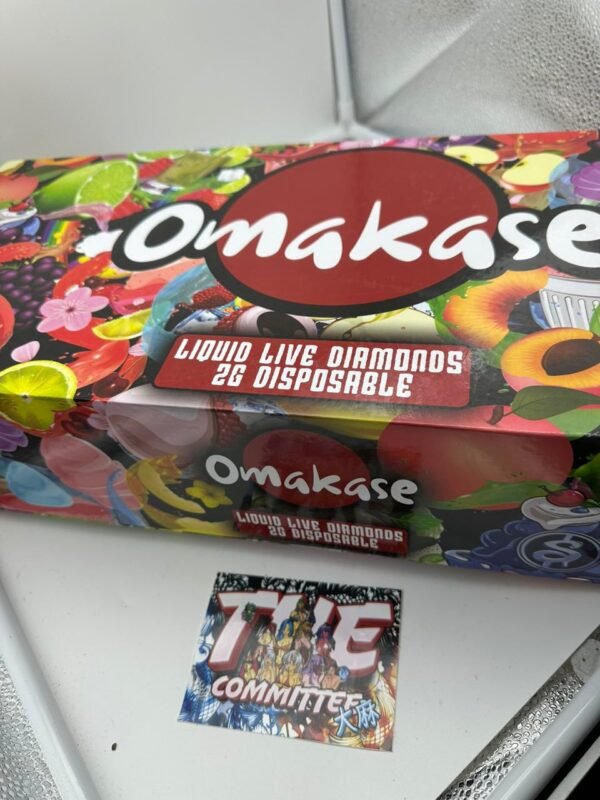 Omakase
LIQUID LIVE DIAMONDS
2G DISPOSABLE
Omakase
LIQUID LIVE DIAMONDS
2G DISPOSABLE
THE
COMMITTEE
大麻